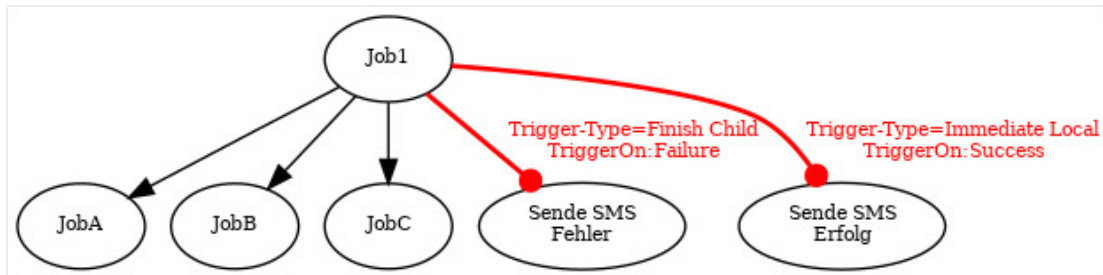 Job1
Trigger-Type=Finish Child
TriggerOn:Failure
Trigger-Type=Immediate Local
TriggerOn:Success
JobA
JobB
JobC
Sende SMS
Fehler
Sende SMS
Erfolg